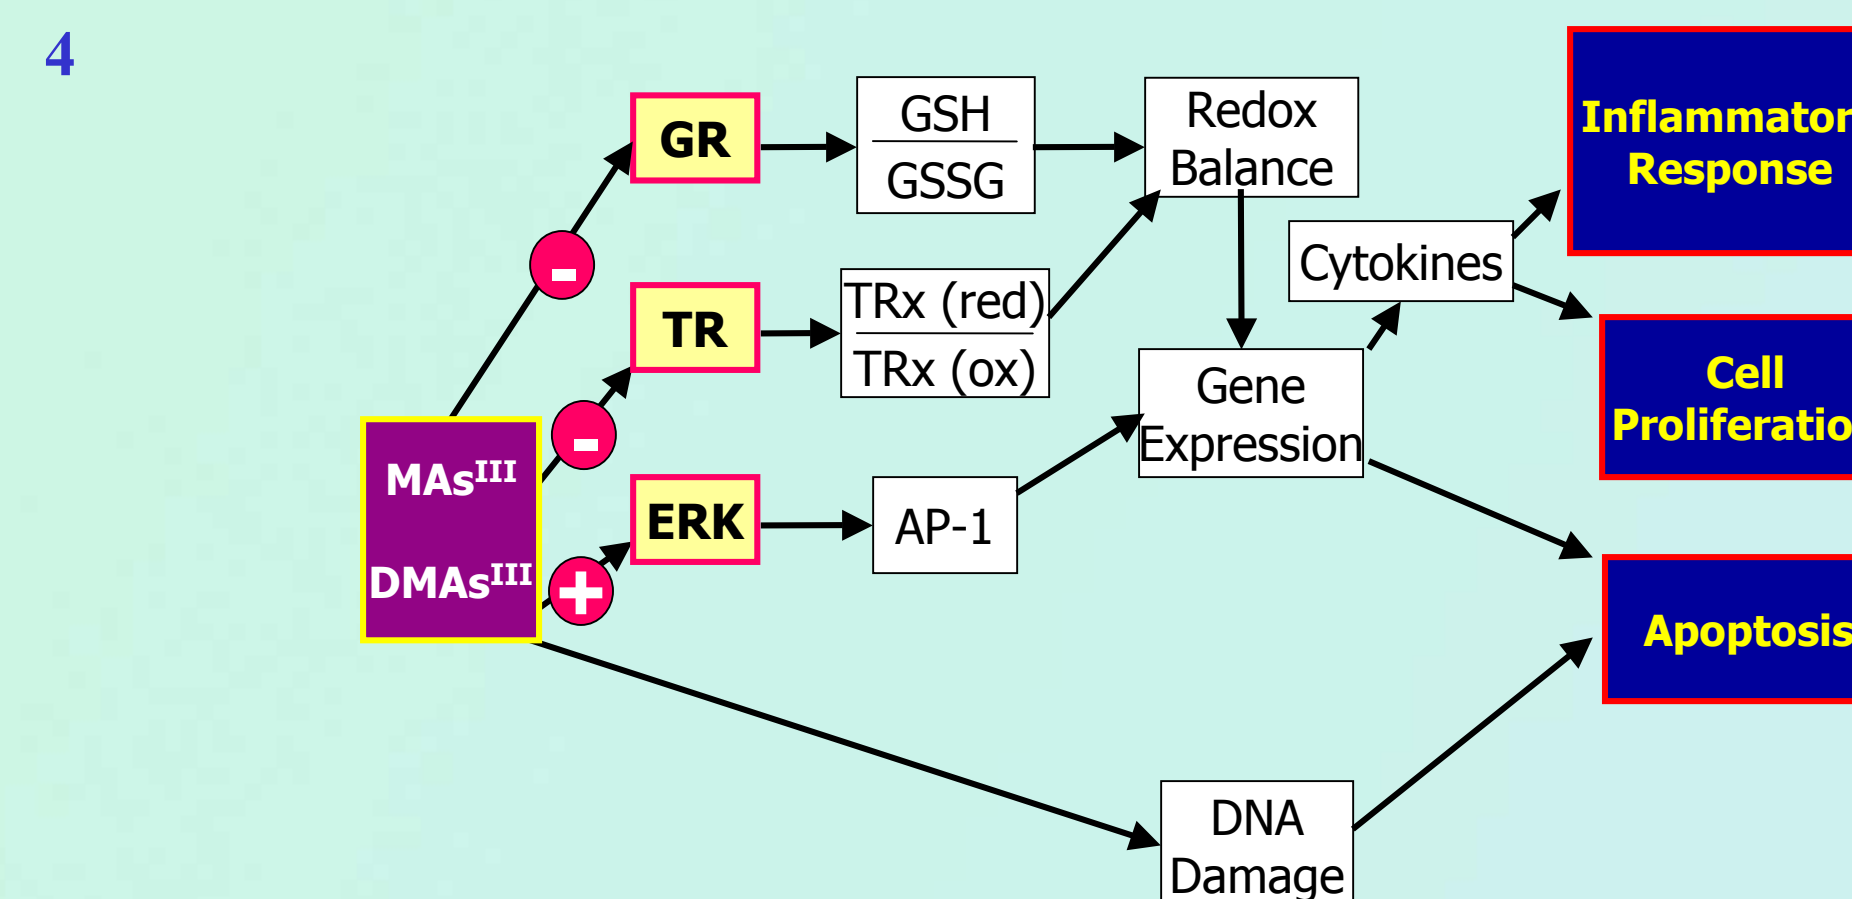 4
GR
GSH
GSSG
Redox
Balance
Inflammator
Response
-
TR
TRx (red)
TRx (ox)
Cytokines
Gene
Expression
Cell
Proliferatio
-
MAsIII
DMAsIII
ERK
+
AP-1
Apoptosis
DNA
Damage